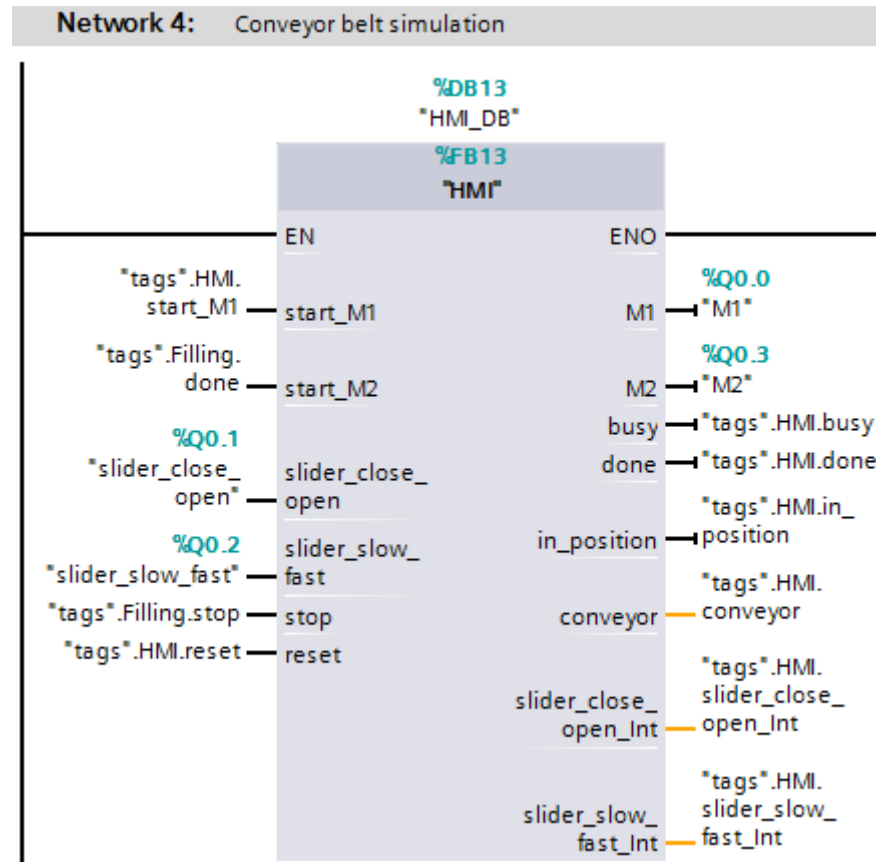 Network 4: Conveyor belt simulation
%DB13
"HMI_DB"
%FB13
"HMI"
EN ENO
"tags".HMI.
start_M1 start_M1
%Q0.0
M1 "M1"
"tags".Filling.
done start_M2
%Q0.3
M2 "M2"
busy "tags".HMI.busy
done "tags".HMI.done
%Q0.1
"slider_close_
open"
slider_close_
open
"tags".HMI.in_
in_position position
%Q0.2
"slider_slow_fast"
slider_slow_
fast
"tags".Filling.stop stop
"tags".HMI.
conveyor conveyor
"tags".HMI.reset reset
slider_close_
open_Int
"tags".HMI.
slider_close_
open_Int
slider_slow_
fast_Int
"tags".HMI.
slider_slow_
fast_Int